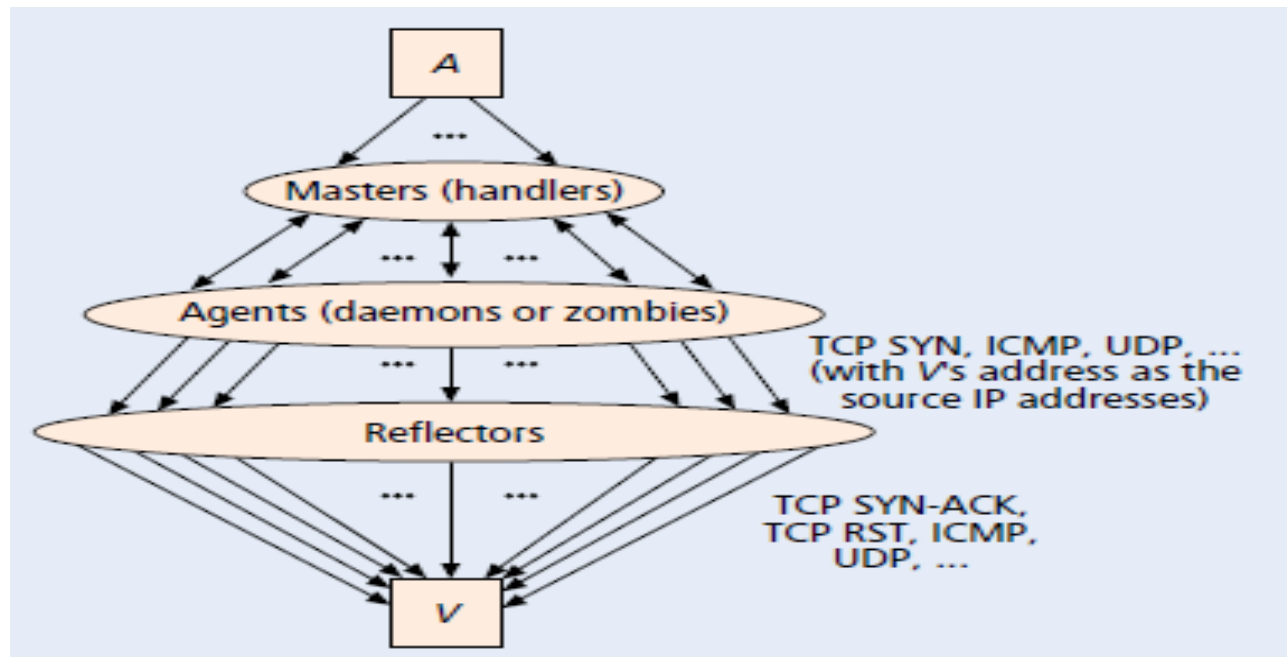 A
...
Masters (handlers)
... ...
Agents (daemons or zombies)
... ...
TCP SYN, ICMP, UDP, ...
(with V's address as the
source IP addresses)
Reflectors
... ...
TCP SYN-ACK,
TCP RST, ICMP,
UDP, ...
V